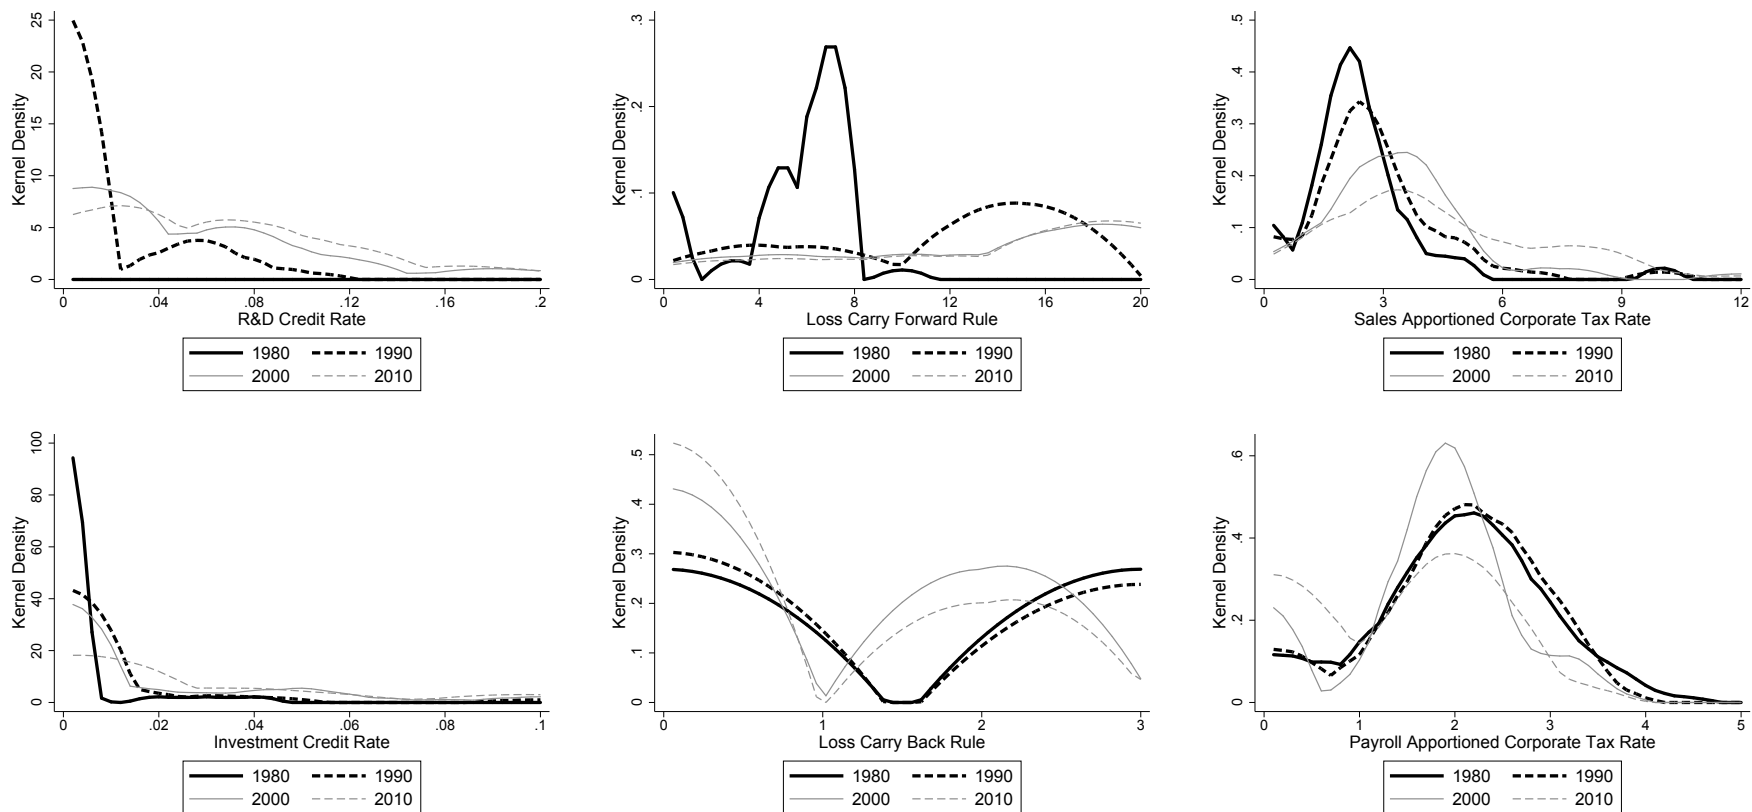 Kernel Density
25
20
15
10
5
0
0 .04 .08 .12 .16 .2
R&D Credit Rate
1980 1990
2000 2010
Kernel Density
.3
.2
.1
0
0 4 8 12 16 20
Loss Carry Forward Rule
1980 1990
2000 2010
Kernel Density
.5
.4
.3
.2
.1
0
0 3 6 9 12
Sales Apportioned Corporate Tax Rate
1980 1990
2000 2010
Kernel Density
100
80
60
40
20
0
0 .02 .04 .06 .08 .1
Investment Credit Rate
1980 1990
2000 2010
Kernel Density
.5
.4
.3
.2
.1
0
0 1 2 3
Loss Carry Back Rule
1980 1990
2000 2010
Kernel Density
.6
.4
.2
0
0 1 2 3 4 5
Payroll Apportioned Corporate Tax Rate
1980 1990
2000 2010